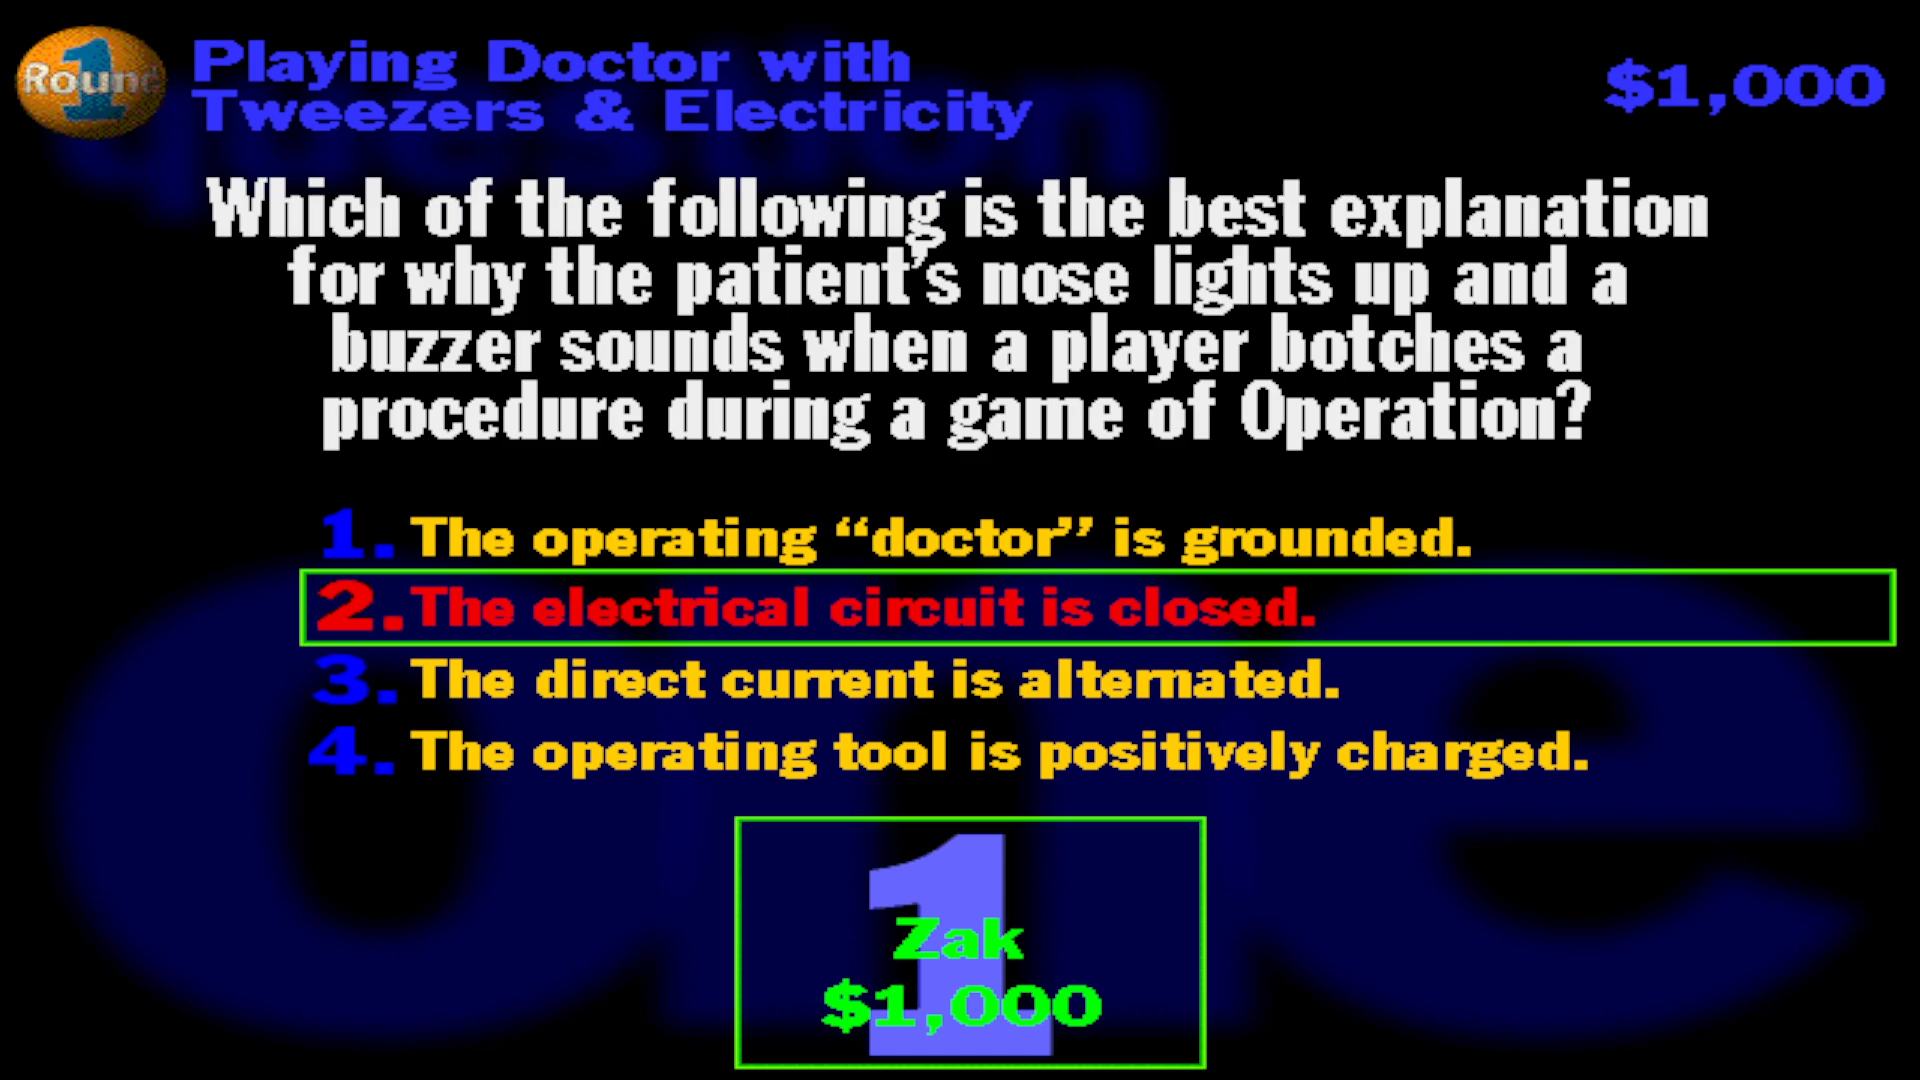 Round 1
Playing Doctor with
Tweezers & Electricity
$1,000
question
Which of the following is the best explanation
for why the patient's nose lights up and a
buzzer sounds when a player botches a
procedure during a game of Operation?
1. The operating “doctor” is grounded.
2. The electrical circuit is closed.
3. The direct current is alternated.
4. The operating tool is positively charged.
one
1
Zak
$1,000